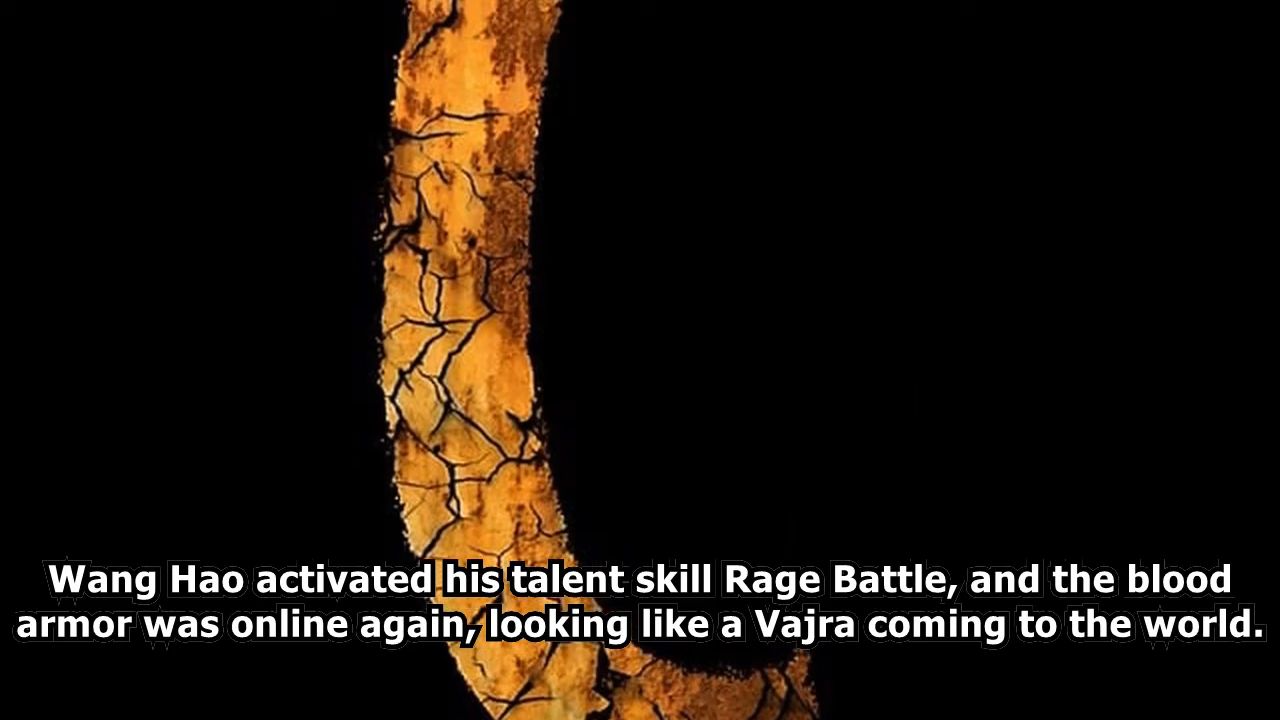 Wang Hao activated his talent skill Rage Battle, and the blood
armor was online again, looking like a Vajra coming to the world.